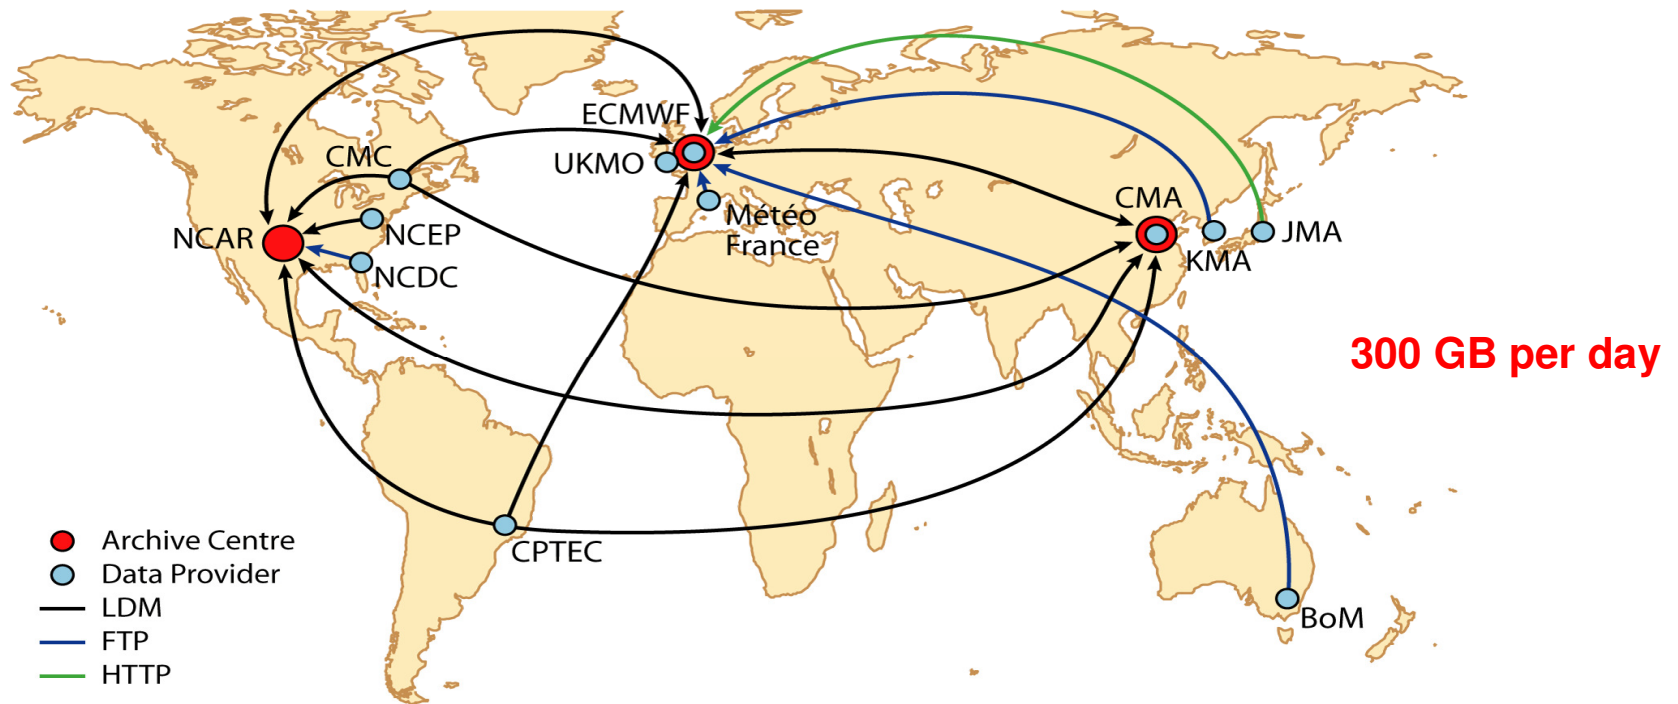 ECMWF
UKMO
CMC
NCAR
NCEP
NCDC
Météo
France
CMA
KMA
JMA
300 GB per day
CPTEC
BoM
Archive Centre
Data Provider
LDM
FTP
HTTP